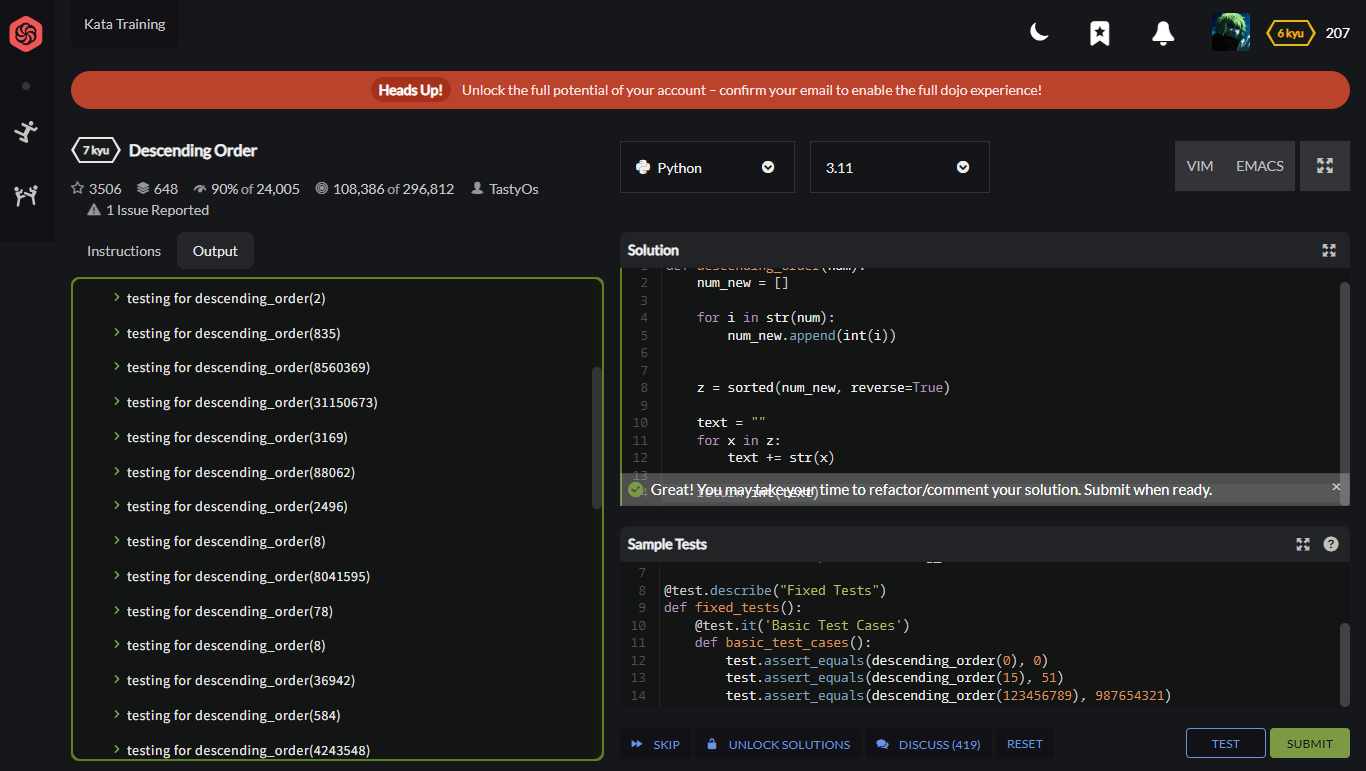 Kata Training
6 kyu 207
Heads Up! Unlock the full potential of your account – confirm your email to enable the full dojo experience!
7 kyu Descending Order
3506 648 90% of 24,005 108,386 of 296,812 TastyOs
1 Issue Reported
Python 3.11 VIM EMACS
Instructions Output
testing for descending_order(2)
testing for descending_order(835)
testing for descending_order(8560369)
testing for descending_order(31150673)
testing for descending_order(3169)
testing for descending_order(88062)
testing for descending_order(2496)
testing for descending_order(8)
testing for descending_order(8041595)
testing for descending_order(78)
testing for descending_order(8)
testing for descending_order(36942)
testing for descending_order(584)
testing for descending_order(4243548)
Solution
1 def descending_order(num):
2     num_new = []
3
4     for i in str(num):
5         num_new.append(int(i))
6
7
8     z = sorted(num_new, reverse=True)
9
10     text = ""
11     for x in z:
12         text += str(x)
13
14     return int(text)
Great! You may take your time to refactor/comment your solution. Submit when ready.
Sample Tests
7
8 @test.describe("Fixed Tests")
9 def fixed_tests():
10     @test.it('Basic Test Cases')
11     def basic_test_cases():
12         test.assert_equals(descending_order(0), 0)
13         test.assert_equals(descending_order(15), 51)
14         test.assert_equals(descending_order(123456789), 987654321)
SKIP UNLOCK SOLUTIONS DISCUSS (419) RESET TEST SUBMIT